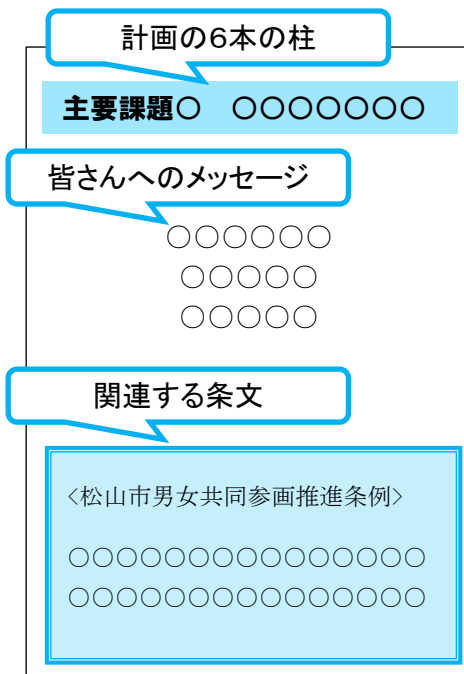 計画の6本の柱
主要課題○　○○○○○○○
皆さんへのメッセージ
○○○○○○
○○○○○
○○○○○
関連する条文
<松山市男女共同参画推進条例>
○○○○○○○○○○○○○○○
○○○○○○○○○○○○○○○